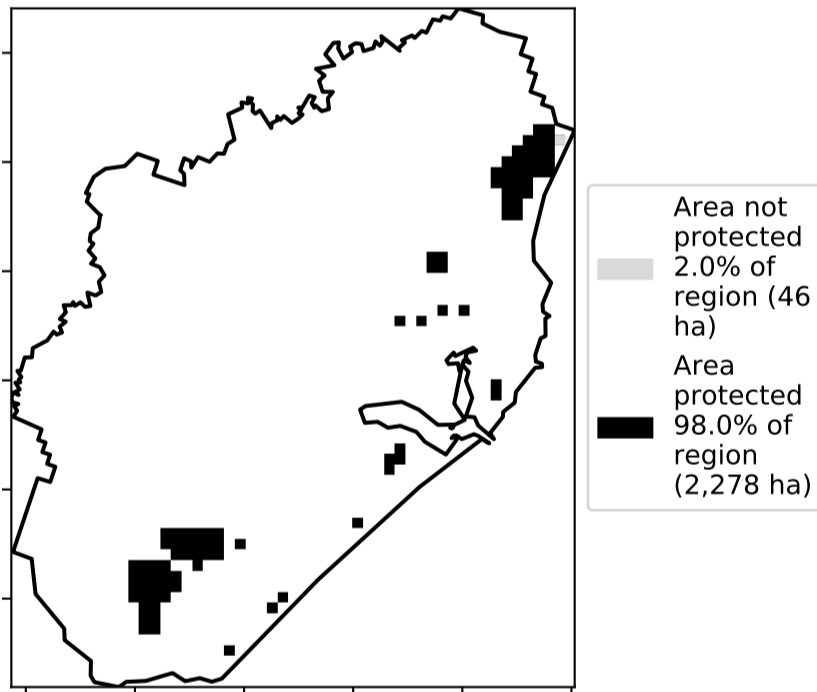 Area not
protected
2.0% of
region (46
ha)
Area
protected
98.0% of
region
(2,278 ha)